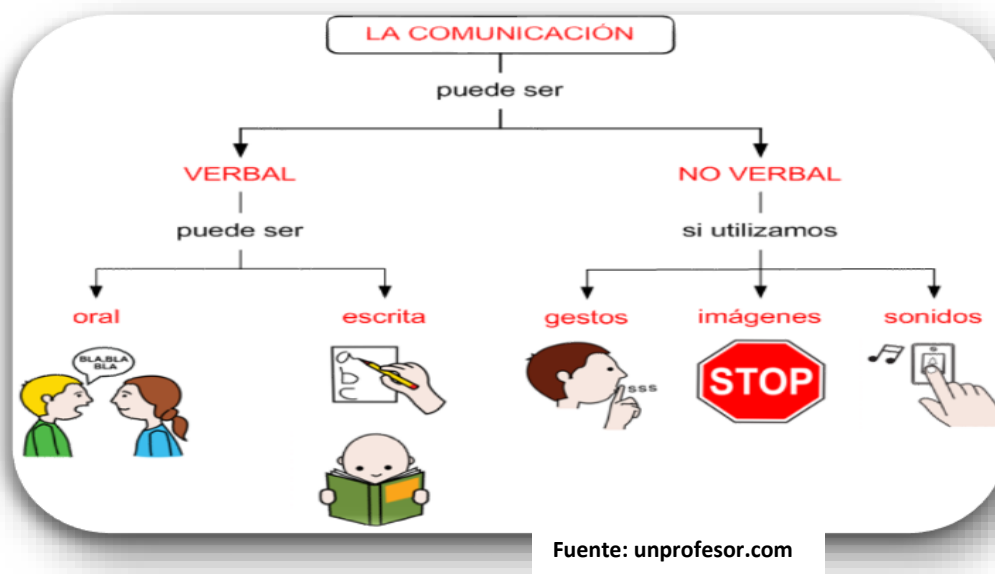 LA COMUNICACIÓN
puede ser
VERBAL
NO VERBAL
puede ser
si utilizamos
oral
escrita
gestos
imágenes
sonidos
BLA,BLA
BLA
sss
STOP
Fuente: unprofesor.com